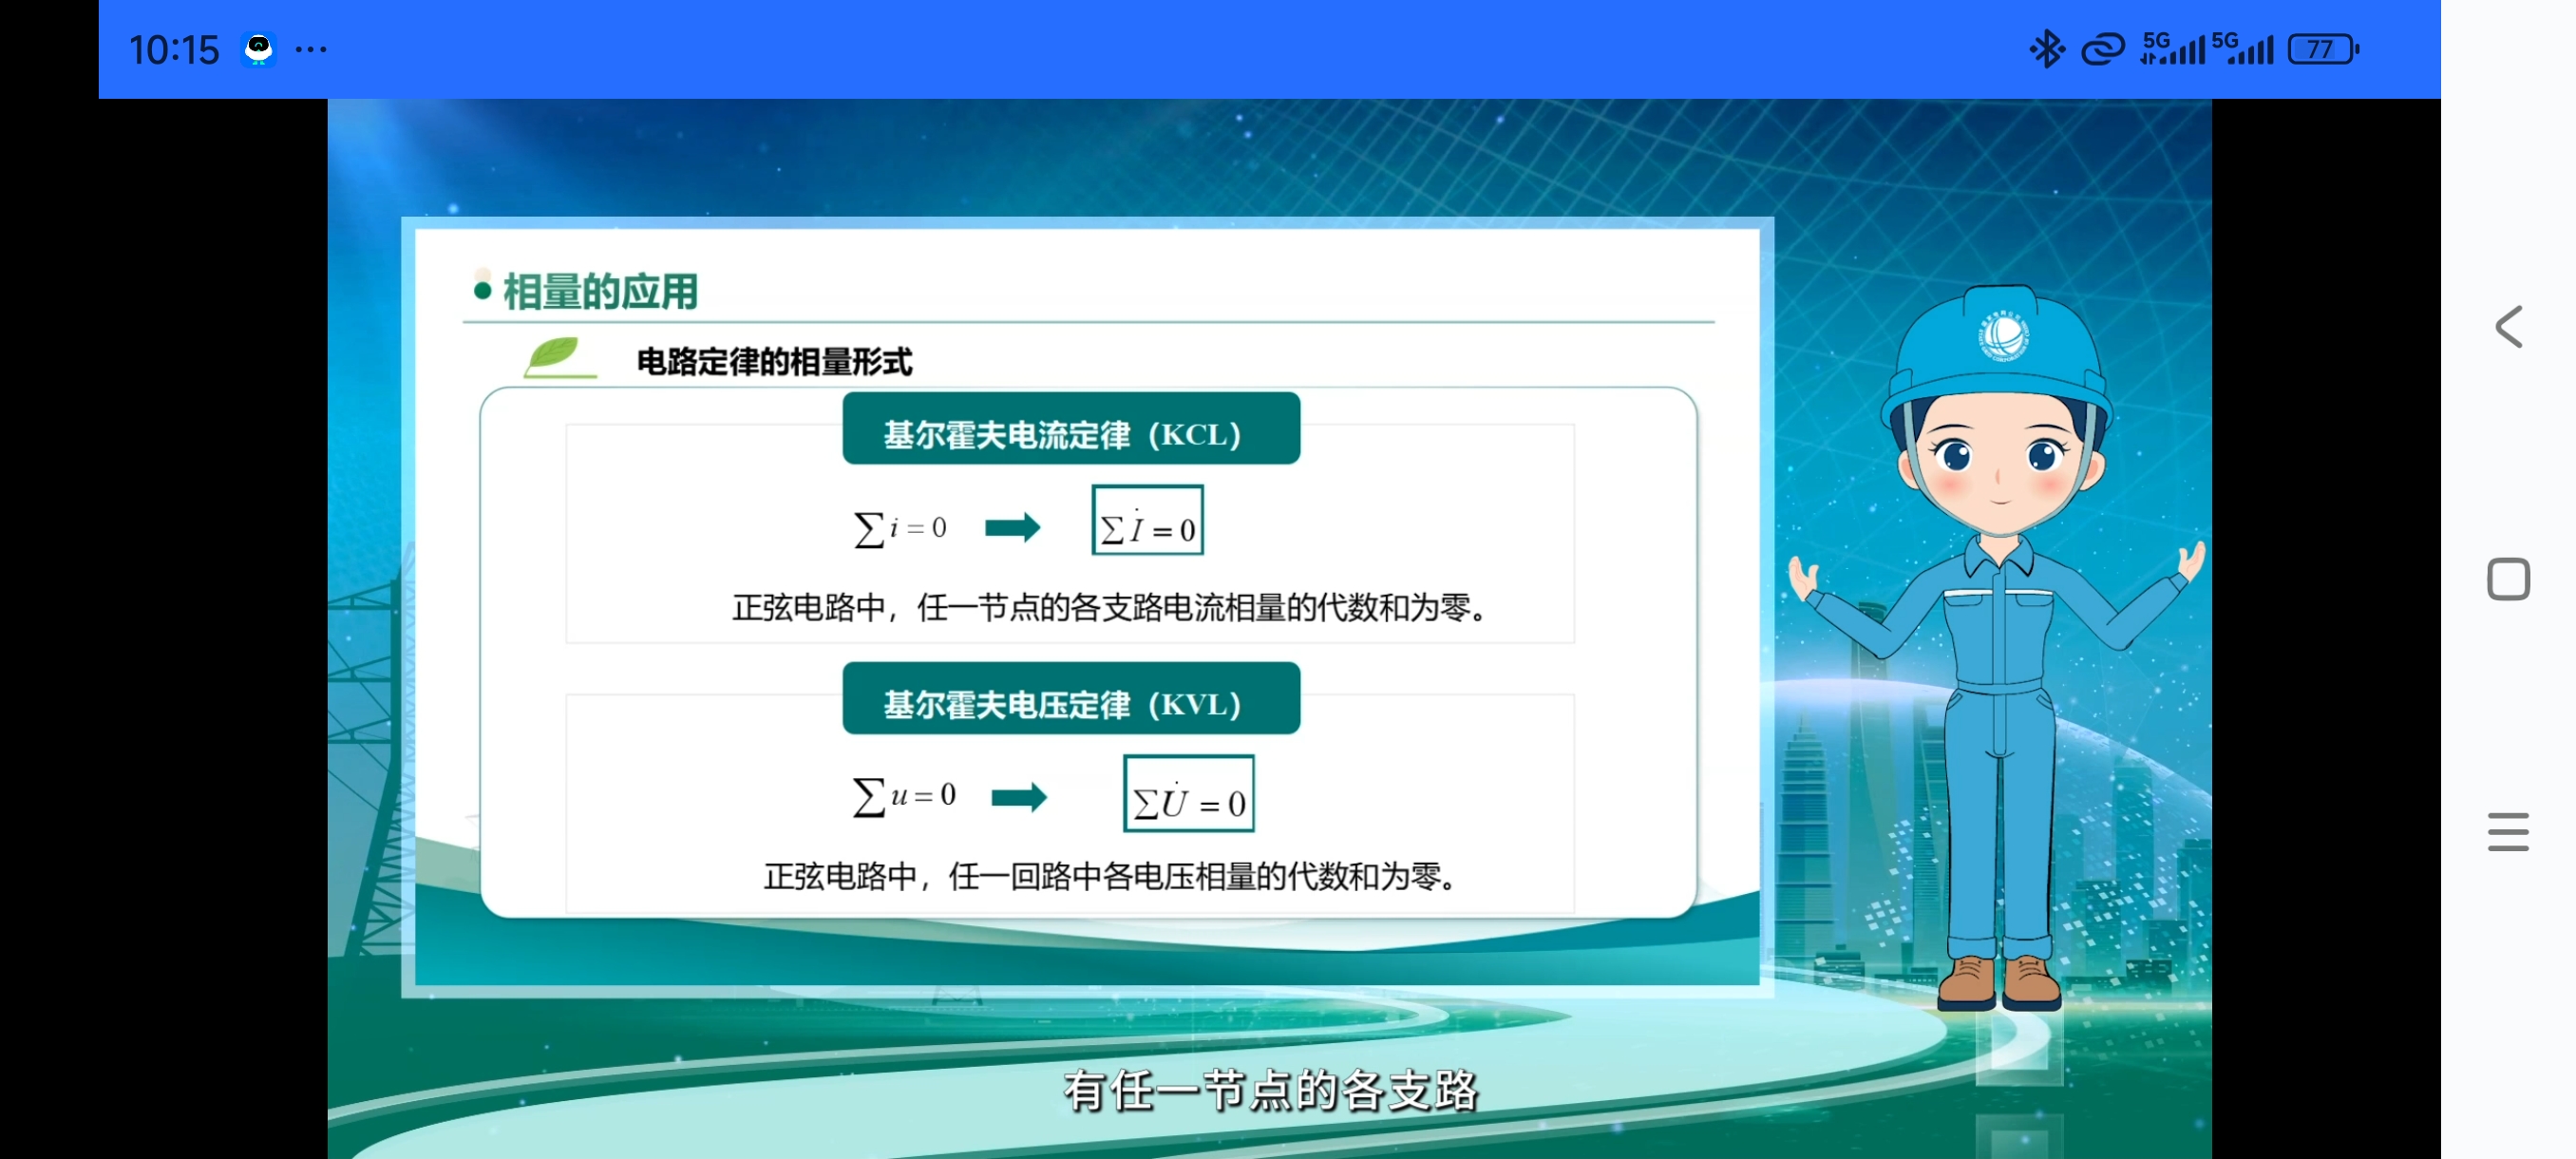 10:15
5G
5G
77
相量的应用
电路定律的相量形式
基尔霍夫电流定律（KCL）
∑i = 0
∑İ = 0
正弦电路中，任一节点的各支路电流相量的代数和为零。
基尔霍夫电压定律（KVL）
∑u = 0
∑U̇ = 0
正弦电路中，任一回路中各电压相量的代数和为零。
有任一节点的各支路